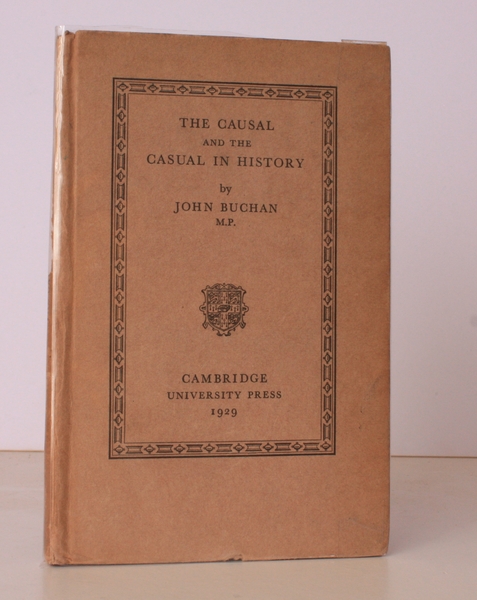 THE CAUSAL
AND THE
CASUAL IN HISTORY
by
JOHN BUCHAN
M.P.
CAMBRIDGE
UNIVERSITY PRESS
1929